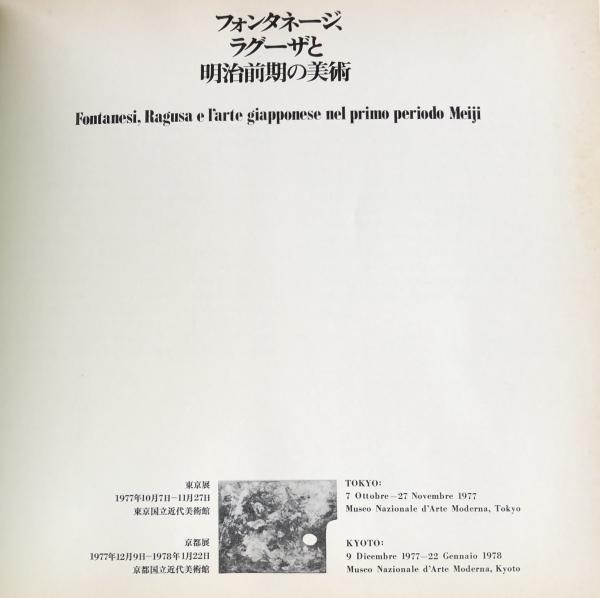 フォンタネージ、
ラグーザと
明治前期の美術
Fontanesi, Ragusa e l'arte giapponese nel primo periodo Meiji
東京展
1977年10月7日—11月27日
東京国立近代美術館
京都展
1977年12月9日—1978年1月22日
京都国立近代美術館
TOKYO:
7 Ottobre—27 Novembre 1977
Museo Nazionale d'Arte Moderna, Tokyo
KYOTO:
9 Dicembre 1977—22 Gennaio 1978
Museo Nazionale d'Arte Moderna, Kyoto